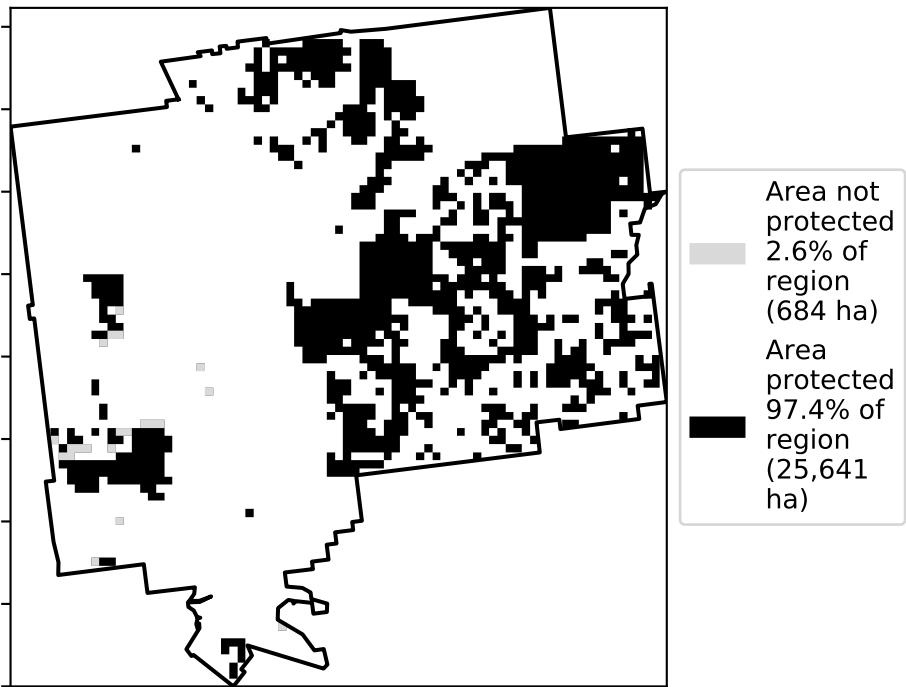 Area not
protected
2.6% of
region
(684 ha)
Area
protected
97.4% of
region
(25,641
ha)